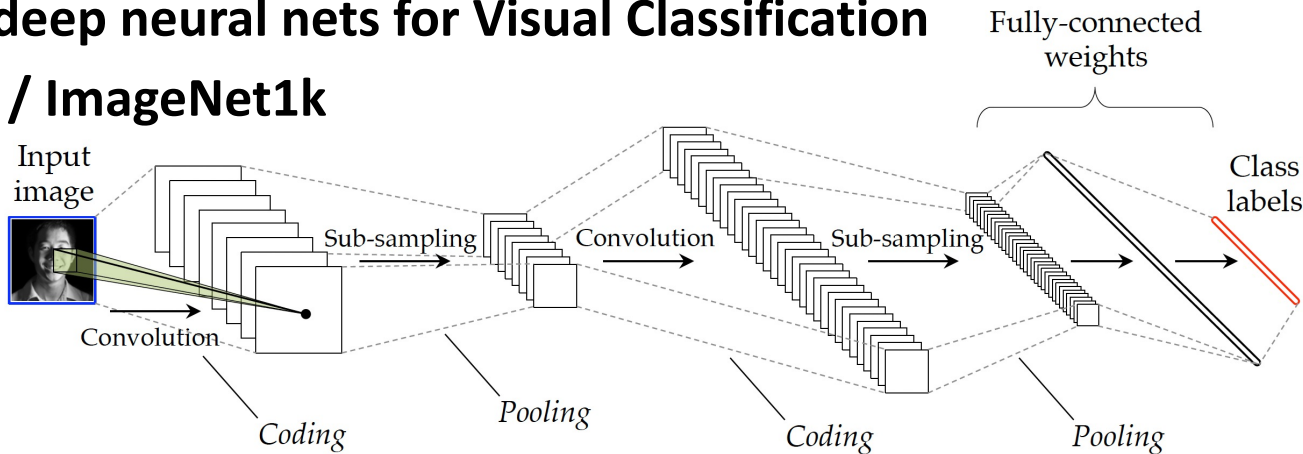 deep neural nets for Visual Classification
/ ImageNet1k
Fully-connected
weights
Input
image
Class
labels
Sub-sampling
Convolution
Sub-sampling
Convolution
Coding
Pooling
Coding
Pooling